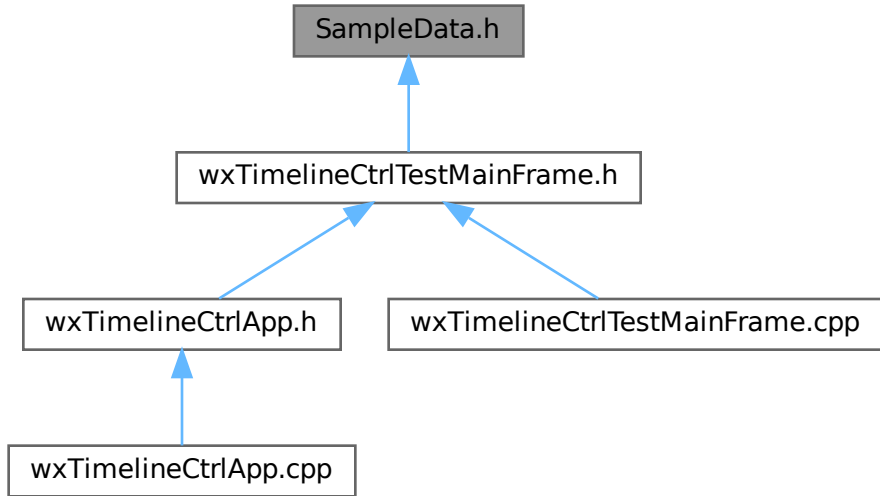 SampleData.h
wxTimelineCtrlTestMainFrame.h
wxTimelineCtrlApp.h
wxTimelineCtrlTestMainFrame.cpp
wxTimelineCtrlApp.cpp